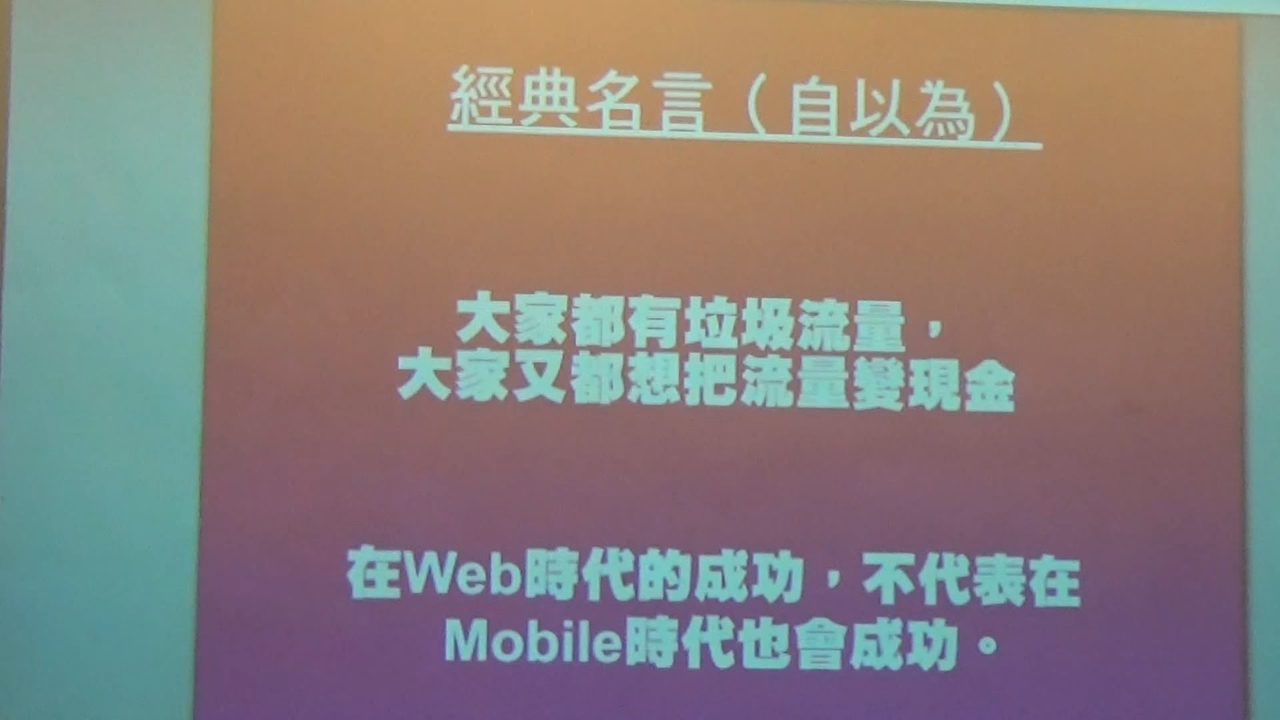 經典名言（自以為）
大家都有垃圾流量，
大家又都想把流量變現金
在Web時代的成功，不代表在
Mobile時代也會成功。